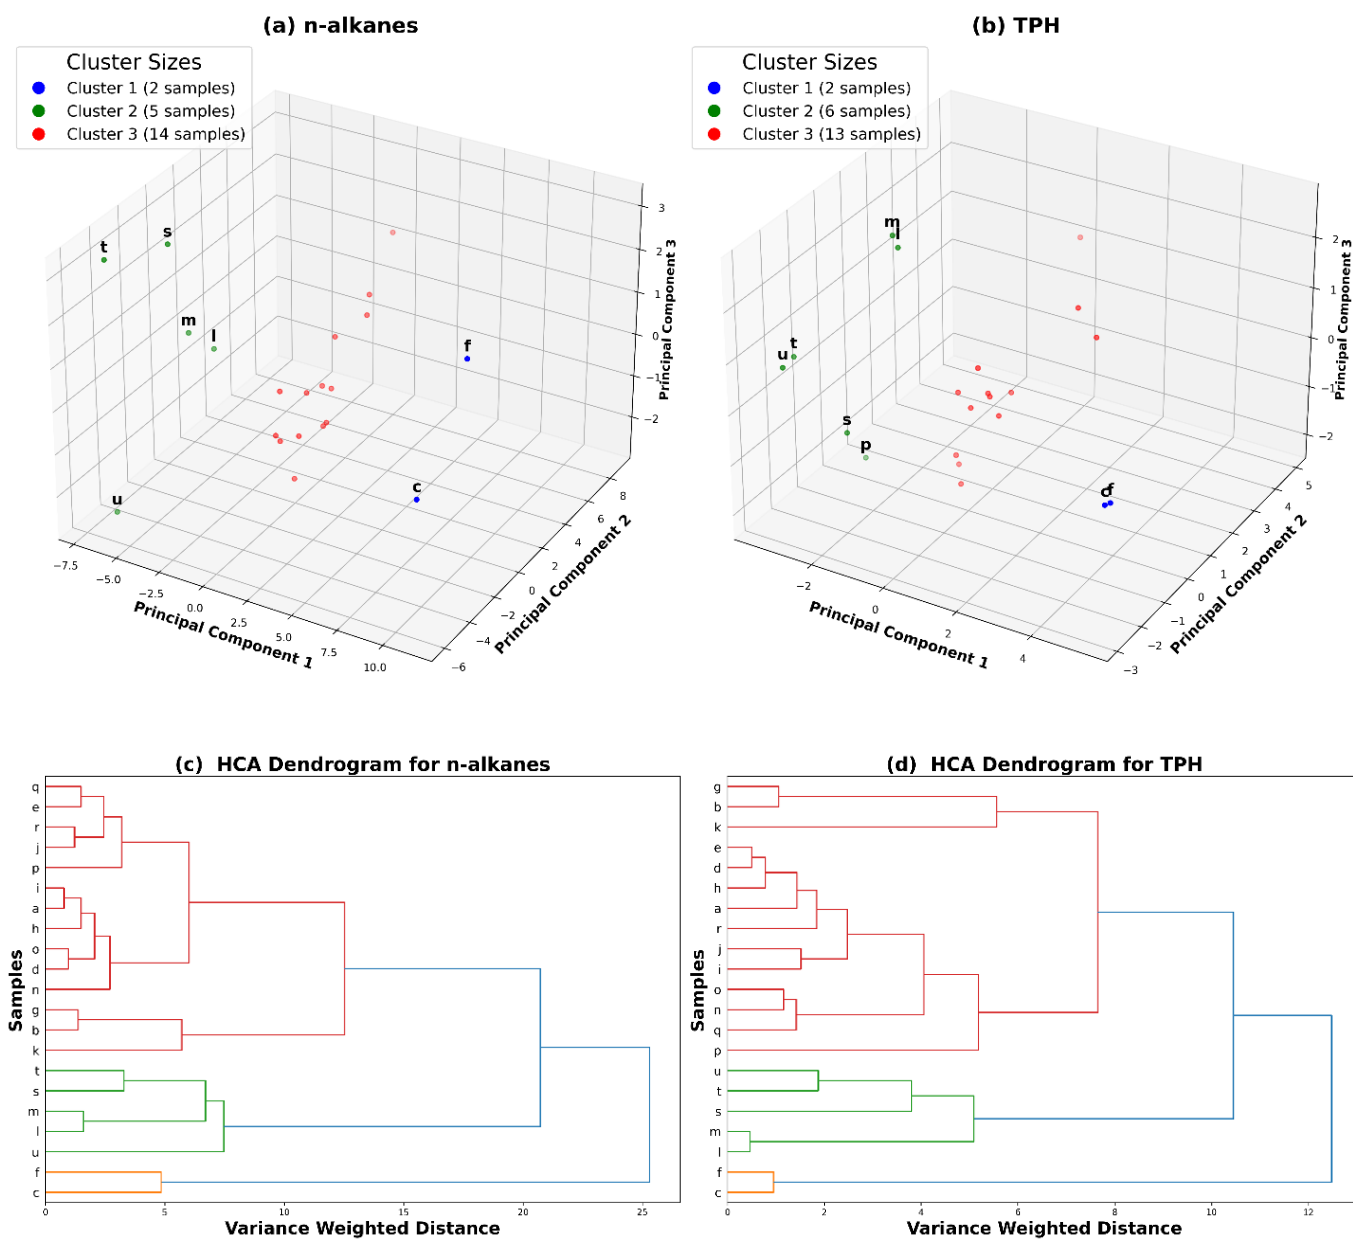 (a) n-alkanes
Cluster Sizes
Cluster 1 (2 samples)
Cluster 2 (5 samples)
Cluster 3 (14 samples)
t
s
m
l
f
c
u
3
2
1
0
−1
−2
Principal Component 3
8
6
4
2
0
−2
−4
−6
Principal Component 2
−7.5
−5.0
−2.5
0.0
2.5
5.0
7.5
10.0
Principal Component 1
(b) TPH
Cluster Sizes
Cluster 1 (2 samples)
Cluster 2 (6 samples)
Cluster 3 (13 samples)
m
l
t
u
s
p
c
f
2
1
0
−1
−2
Principal Component 3
5
4
3
2
1
0
−1
−2
−3
Principal Component 2
−2
0
2
4
Principal Component 1
(c)  HCA Dendrogram for n-alkanes
Samples
q
e
r
j
p
i
a
h
o
d
n
g
b
k
t
s
m
l
u
f
c
0 5 10 15 20 25
Variance Weighted Distance
(d)  HCA Dendrogram for TPH
Samples
g
b
k
e
d
h
a
r
j
i
o
n
q
p
u
t
s
m
l
f
c
0 2 4 6 8 10 12
Variance Weighted Distance